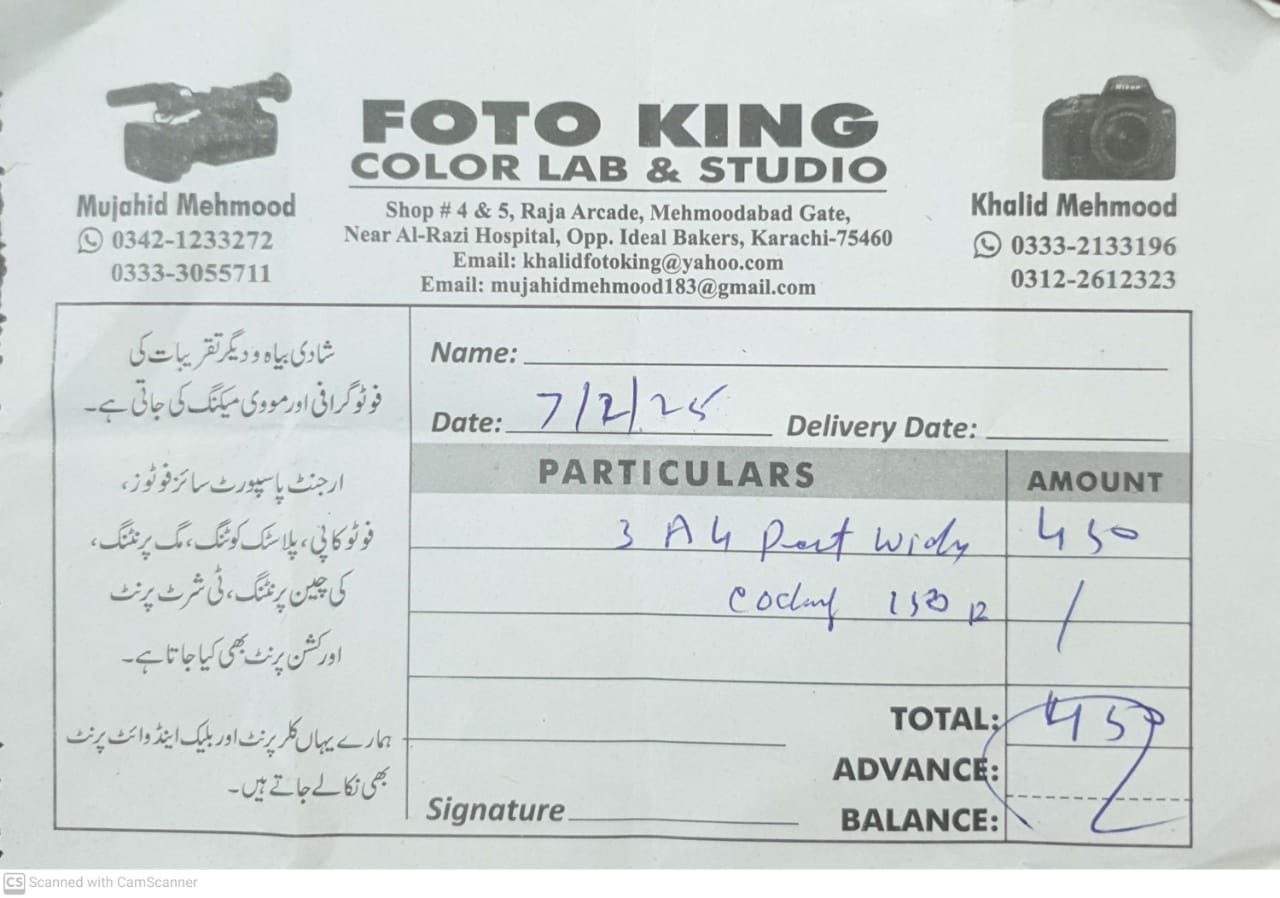 FOTO KING
COLOR LAB & STUDIO
Shop # 4 & 5, Raja Arcade, Mehmoodabad Gate,
Near Al-Razi Hospital, Opp. Ideal Bakers, Karachi-75460
Email: khalidfotoking@yahoo.com
Email: mujahidmehmood183@gmail.com
Mujahid Mehmood
0342-1233272
0333-3055711
Nikon
Khalid Mehmood
0333-2133196
0312-2612323
شادی بیاہ و دیگر تقریبات کی
فوٹوگرافی اور مووی میکنگ کی جاتی ہے۔
ارجنٹ پاسپورٹ سائز فوٹوز،
فوٹو کاپی، پلاسٹک کوٹنگ، مگ پرنٹنگ،
کی چین پرنٹنگ، ٹی شرٹ پرنٹ
اور کشن پرنٹ بھی کیا جاتا ہے۔
ہمارے یہاں کلر پرنٹ اور بلیک اینڈ وائٹ پرنٹ
بھی نکالے جاتے ہیں۔
Name:
Date: 7/2/25 Delivery Date:
PARTICULARS AMOUNT
3 A4 450
150
TOTAL: 450
ADVANCE:
BALANCE:
Signature
CS Scanned with CamScanner